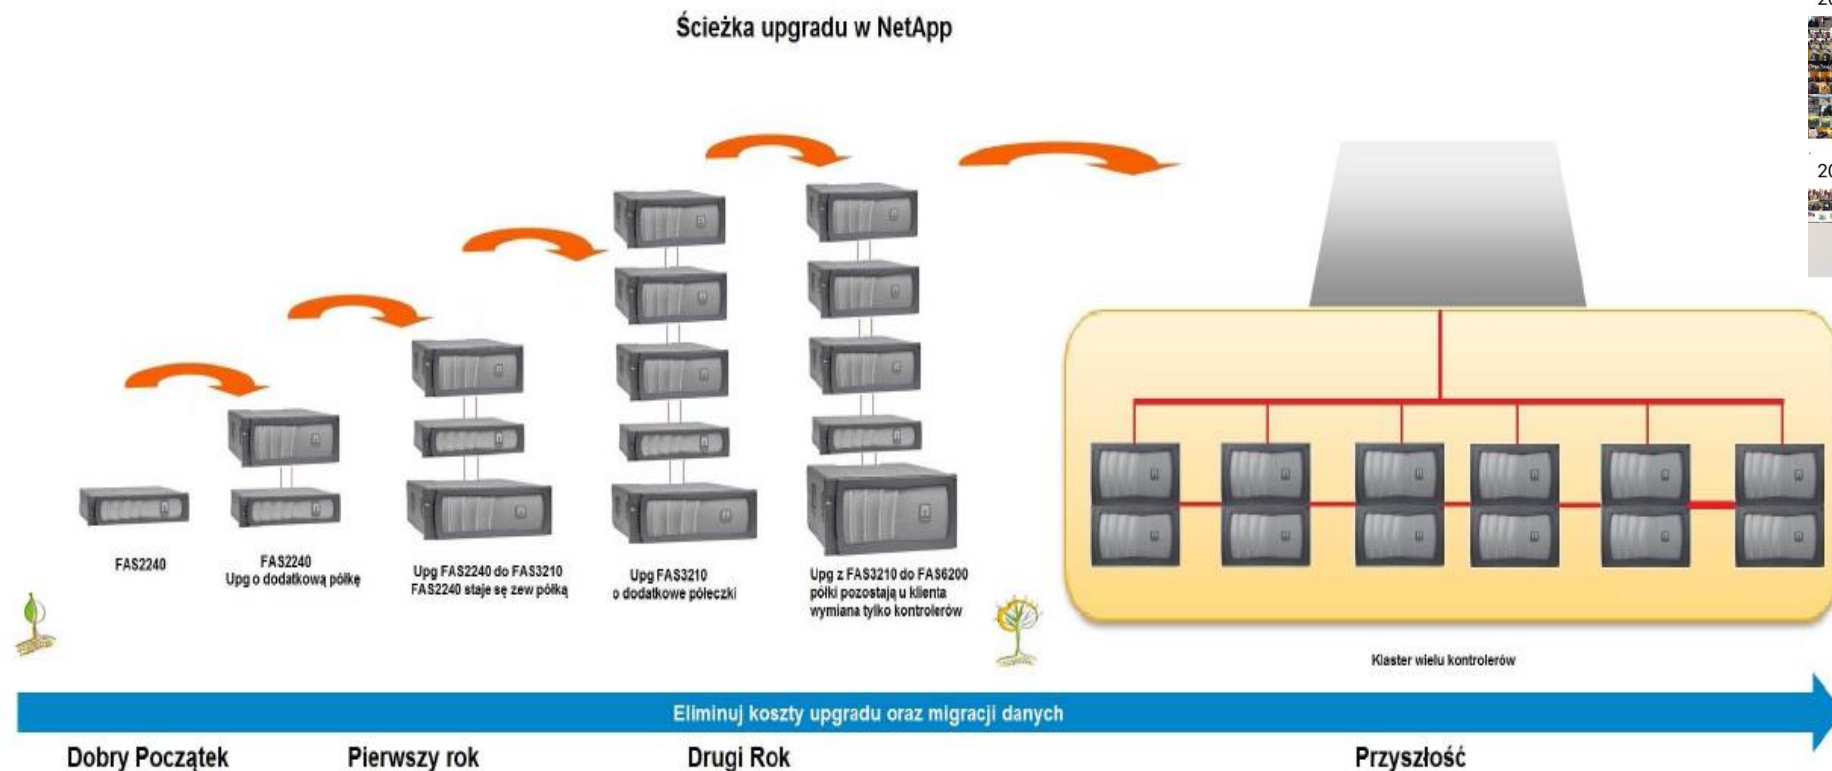 Ścieżka upgradu w NetApp
FAS2240
FAS2240
Upg o dodatkową półkę
Upg FAS2240 do FAS3210
FAS2240 staje sę zew półką
Upg FAS3210
o dodatkowe półeczki
Upg z FAS3210 do FAS6200
półki pozostają u klienta
wymiana tylko kontrolerów
Klaster wielu kontrolerów
Eliminuj koszty upgradu oraz migracji danych
Dobry Początek
Pierwszy rok
Drugi Rok
Przyszłość